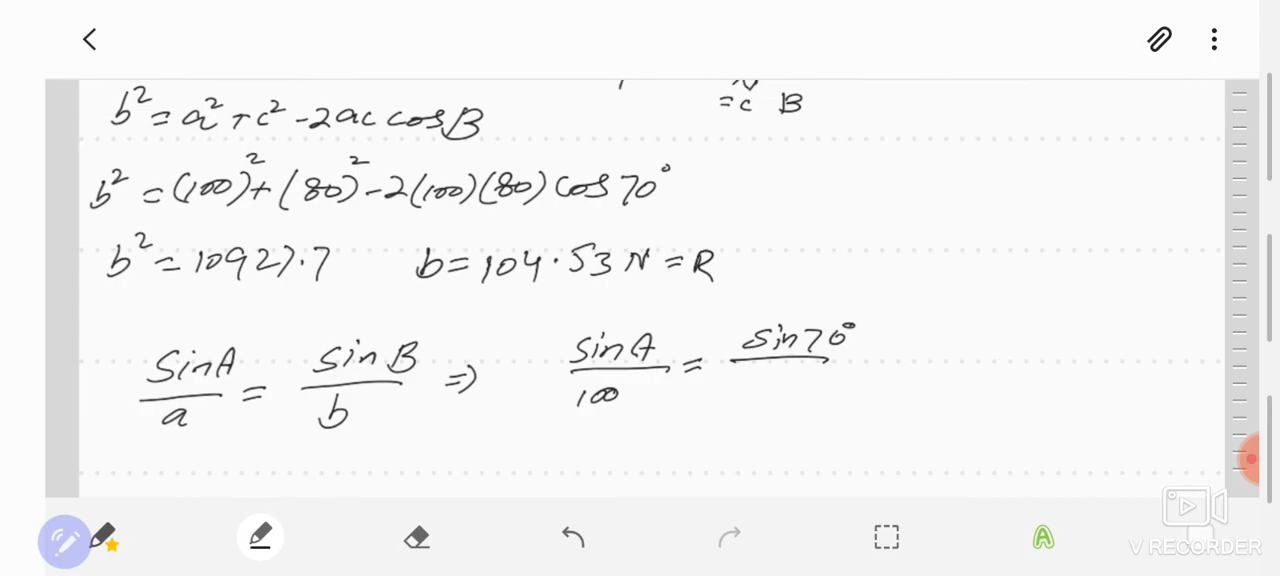 = c B
b² = a² + c² - 2ac cosB
b² = (100)² + (80)² - 2(100)(80) cos 70°
b² = 10927.7 b = 104.53 N = R
SinA/a = sinB/b => sinA/100 = sin70°/
A
V RECORDER